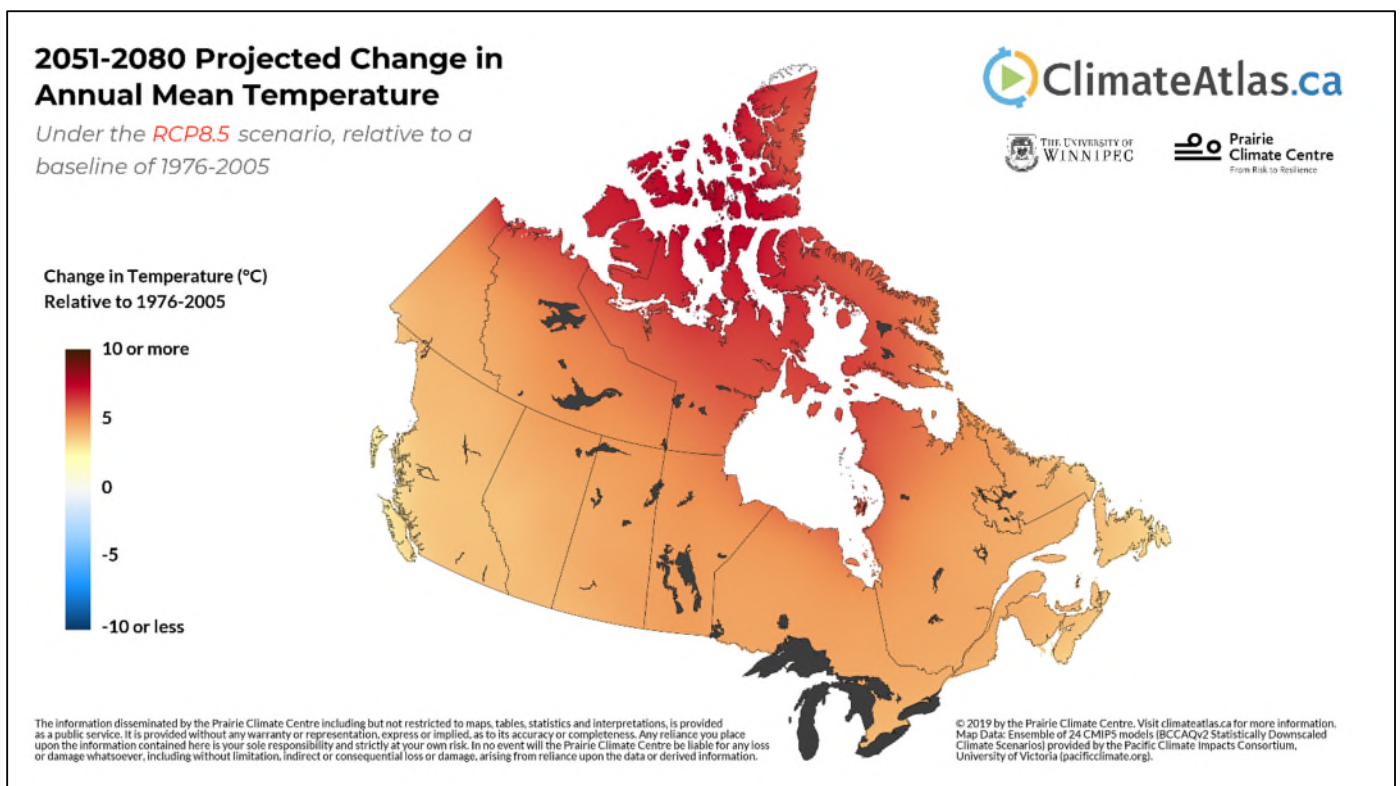 2051-2080 Projected Change in
Annual Mean Temperature
Under the RCP8.5 scenario, relative to a
baseline of 1976-2005
ClimateAtlas.ca
THE UNIVERSITY OF
WINNIPEG
Prairie
Climate Centre
From Risk to Resilience
Change in Temperature (°C)
Relative to 1976-2005
10 or more
5
0
-5
-10 or less
The information disseminated by the Prairie Climate Centre including but not restricted to maps, tables, statistics and interpretations, is provided
as a public service. It is provided without any warranty or representation, express or implied, as to its accuracy or completeness. Any reliance you place
upon the information contained here is your sole responsibility and strictly at your own risk. In no event will the Prairie Climate Centre be liable for any loss
or damage whatsoever, including without limitation, indirect or consequential loss or damage, arising from reliance upon the data or derived information.
© 2019 by the Prairie Climate Centre. Visit climateatlas.ca for more information.
Map Data: Ensemble of 24 CMIP5 models (BCCAQv2 Statistically Downscaled
Climate Scenarios) provided by the Pacific Climate Impacts Consortium,
University of Victoria (pacificclimate.org).